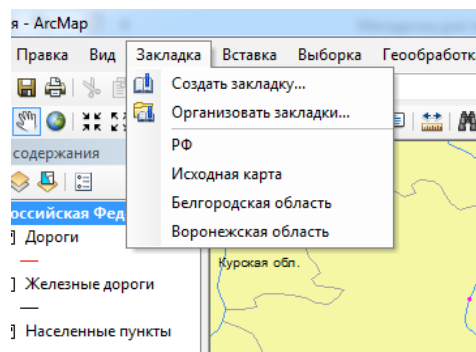 я - ArcMap
Правка Вид Закладка Вставка Выборка Геообработк
Создать закладку...
Организовать закладки...
содержания
РФ
Исходная карта
Белгородская область
оссийская Фед
Воронежская область
Дороги
Курская обл.
Железные дороги
Населенные пункты